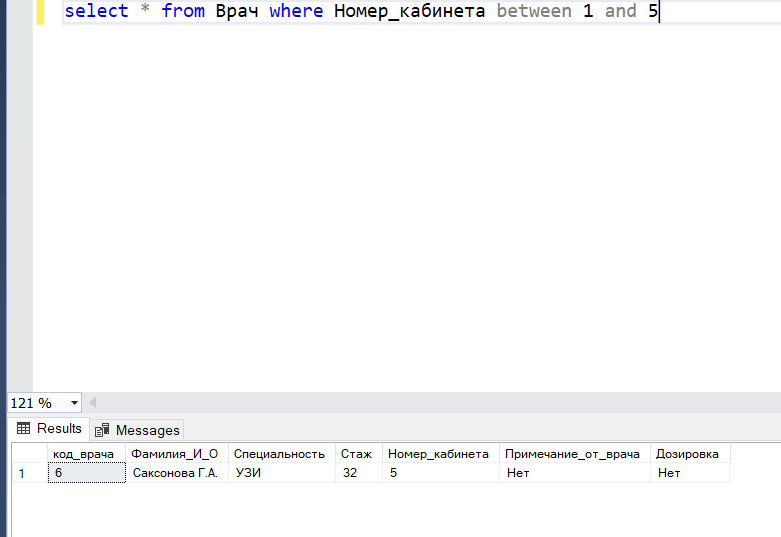 select * from Врач where Номер_кабинета between 1 and 5
121 %
Results Messages
код_врача Фамилия_И_О Специальность Стаж Номер_кабинета Примечание_от_врача Дозировка
1 6 Саксонова Г.А. УЗИ 32 5 Нет Нет